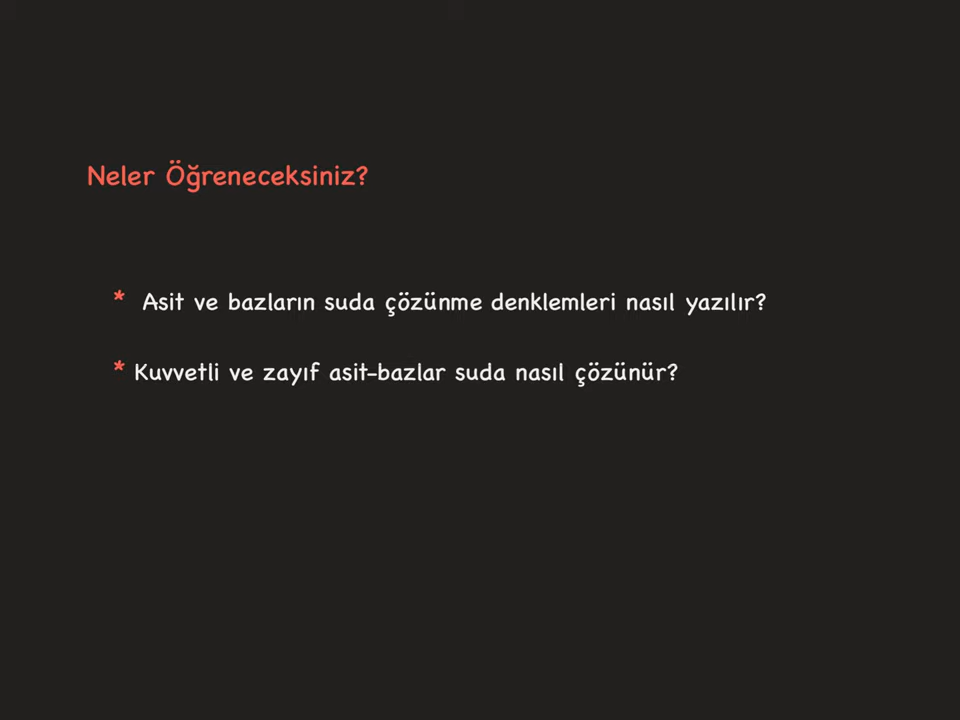 Neler Öğreneceksiniz?
* Asit ve bazların suda çözünme denklemleri nasıl yazılır?
* Kuvvetli ve zayıf asit-bazlar suda nasıl çözünür?